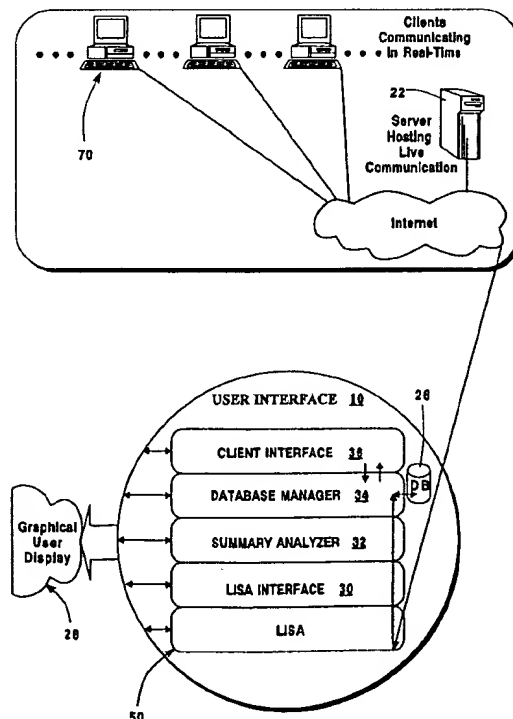 Clients
Communicating
In Real-Time
22
Server
Hosting
Live
Communication
70
Internet
USER INTERFACE 10
26
CLIENT INTERFACE 36
DATABASE MANAGER 34
DB
SUMMARY ANALYZER 32
LISA INTERFACE 30
LISA
Graphical
User
Display
28
50